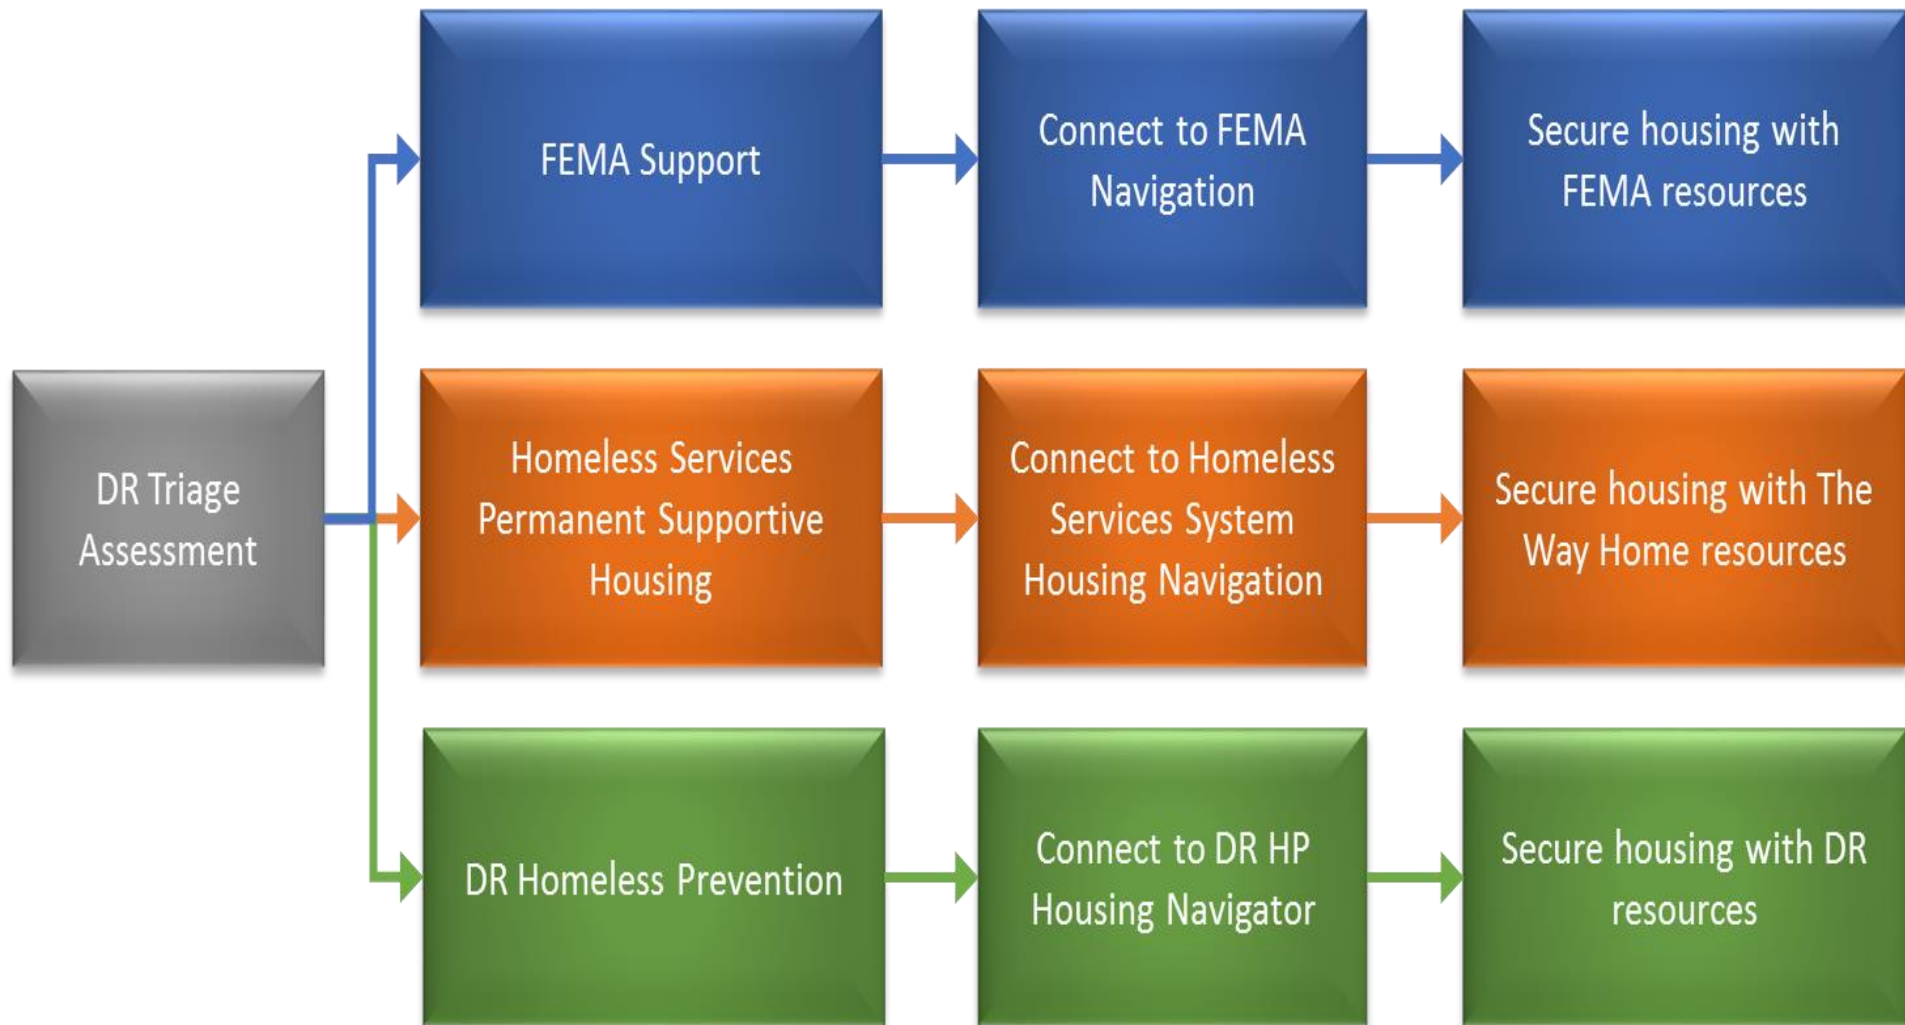 FEMA Support
Connect to FEMA
Navigation
Secure housing with
FEMA resources
DR Triage
Assessment
Homeless Services
Permanent Supportive
Housing
Connect to Homeless
Services System
Housing Navigation
Secure housing with The
Way Home resources
DR Homeless Prevention
Connect to DR HP
Housing Navigator
Secure housing with DR
resources